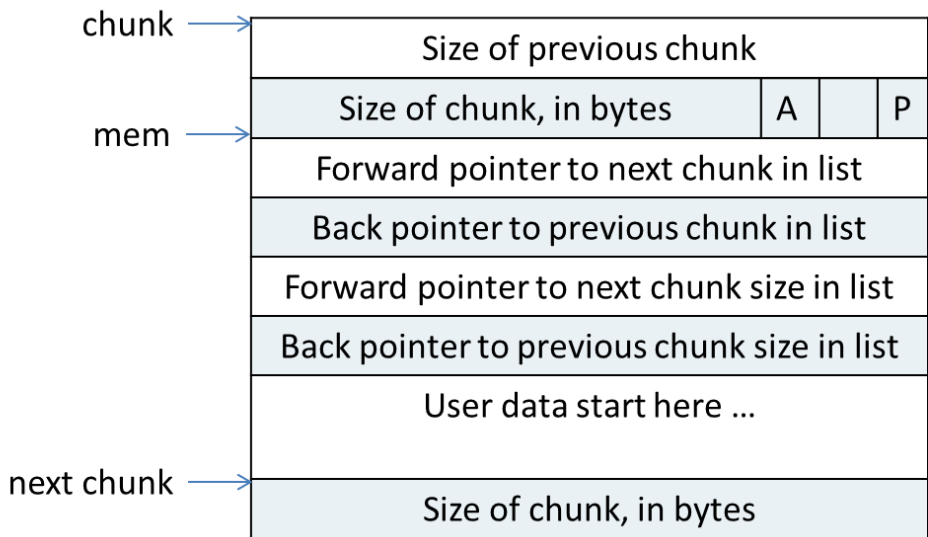 chunk
Size of previous chunk
Size of chunk, in bytes A P
mem
Forward pointer to next chunk in list
Back pointer to previous chunk in list
Forward pointer to next chunk size in list
Back pointer to previous chunk size in list
User data start here ...
next chunk
Size of chunk, in bytes